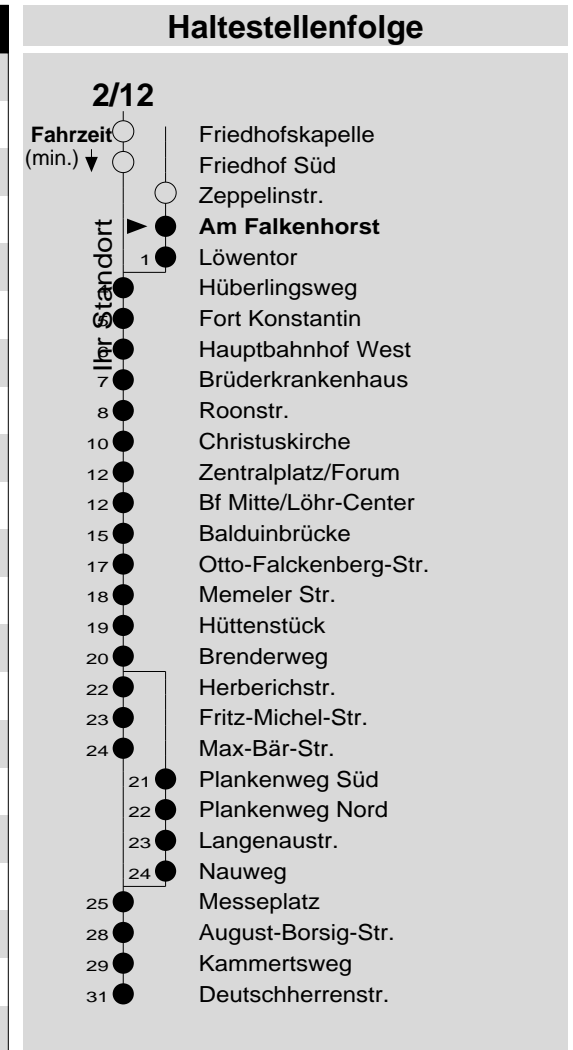 Haltestellenfolge
2/12
Fahrzeit
(min.)
Ihr Standort
Friedhofskapelle
Friedhof Süd
Zeppelinstr.
Am Falkenhorst
1 Löwentor
Hüberlingsweg
Fort Konstantin
Hauptbahnhof West
7 Brüderkrankenhaus
8 Roonstr.
10 Christuskirche
12 Zentralplatz/Forum
12 Bf Mitte/Löhr-Center
15 Balduinbrücke
17 Otto-Falckenberg-Str.
18 Memeler Str.
19 Hüttenstück
20 Brenderweg
22 Herberichstr.
23 Fritz-Michel-Str.
24 Max-Bär-Str.
21 Plankenweg Süd
22 Plankenweg Nord
23 Langenaustr.
24 Nauweg
25 Messeplatz
28 August-Borsig-Str.
29 Kammertsweg
31 Deutschherrenstr.